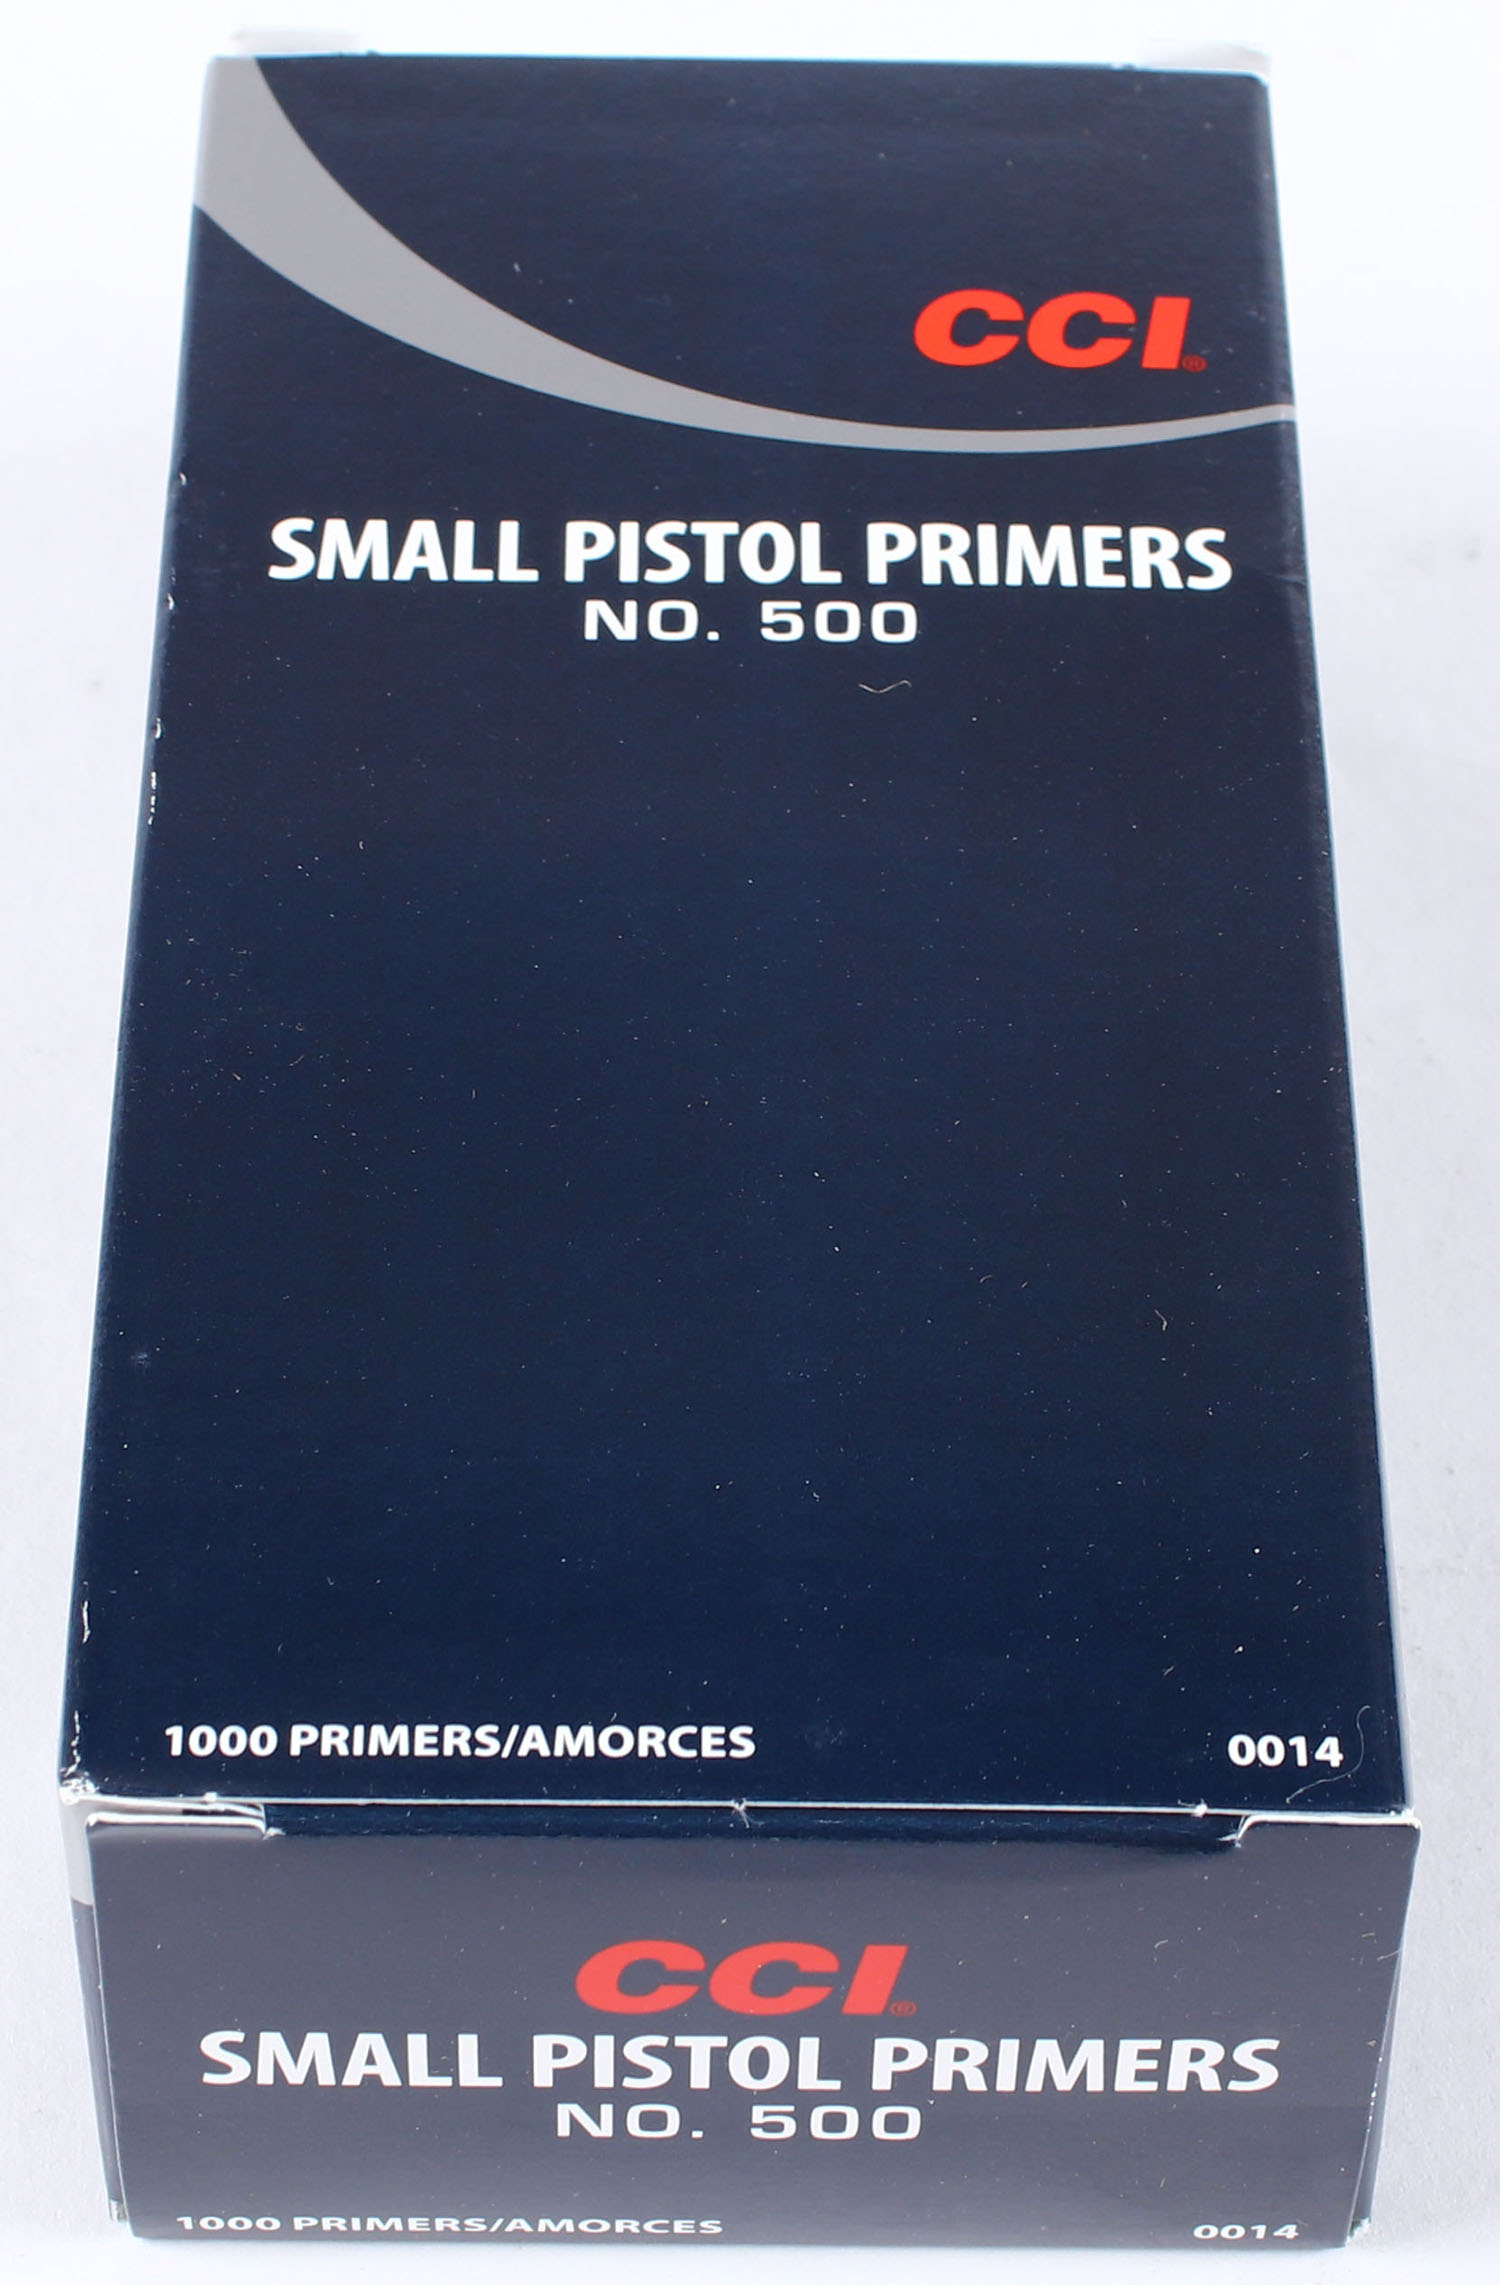 CCI®
SMALL PISTOL PRIMERS
NO. 500
1000 PRIMERS/AMORCES 0014
CCI®
SMALL PISTOL PRIMERS
NO. 500
1000 PRIMERS/AMORCES 0014